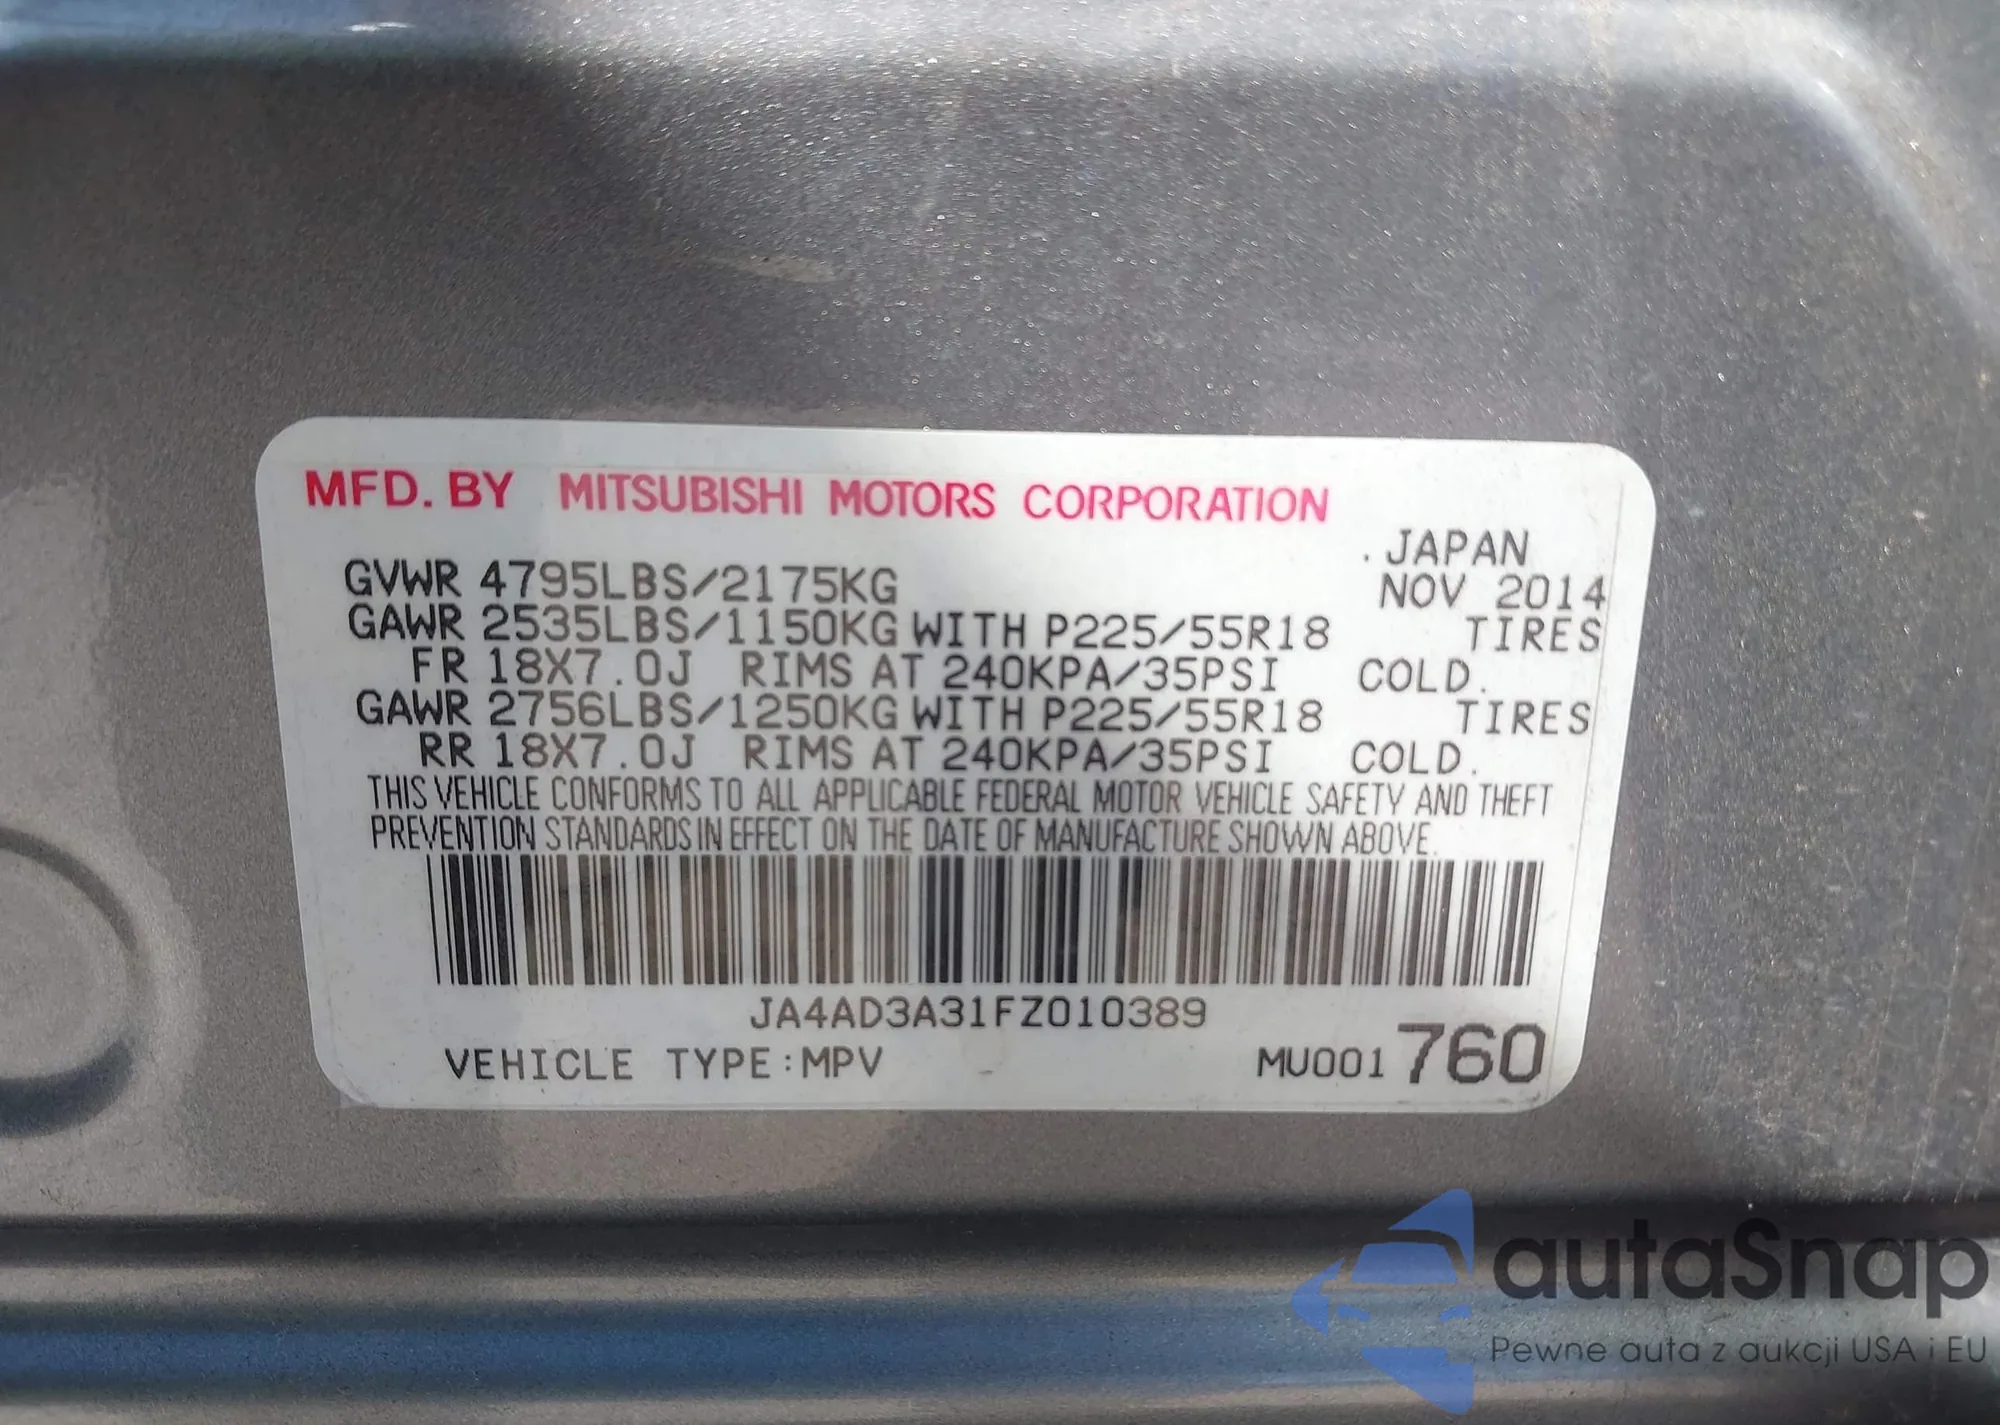 MFD. BY MITSUBISHI MOTORS CORPORATION
. JAPAN
GVWR 4795LBS/2175KG NOV 2014
GAWR 2535LBS/1150KG WITH P225/55R18 TIRES
FR 18X7.0J RIMS AT 240KPA/35PSI COLD.
GAWR 2756LBS/1250KG WITH P225/55R18 TIRES
RR 18X7.0J RIMS AT 240KPA/35PSI COLD.
THIS VEHICLE CONFORMS TO ALL APPLICABLE FEDERAL MOTOR VEHICLE SAFETY AND THEFT
PREVENTION STANDARDS IN EFFECT ON THE DATE OF MANUFACTURE SHOWN ABOVE.
JA4AD3A31FZ010389
VEHICLE TYPE:MPV MU001 760
autaSnap
Pewne auta z aukcji USA i EU